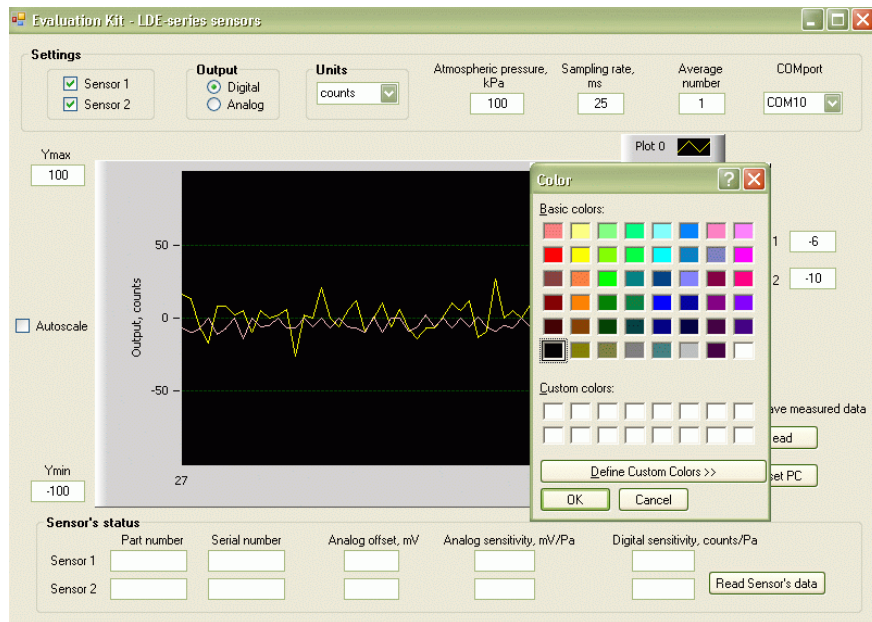 Evaluation Kit - LDE-series sensors
Settings
Sensor 1
Sensor 2
Output
Digital
Analog
Units
counts
Atmospheric pressure, kPa
100
Sampling rate, ms
25
Average number
1
COMport
COM10
Plot 0
Ymax
100
Autoscale
Ymin
-100
Output, counts
50
0
-50
27
Color
Basic colors:
Custom colors:
Define Custom Colors >>
OK
Cancel
1
-6
2
-10
ave measured data
ead
set PC
Sensor's status
Part number
Serial number
Analog offset, mV
Analog sensitivity, mV/Pa
Digital sensitivity, counts/Pa
Sensor 1
Sensor 2
Read Sensor's data